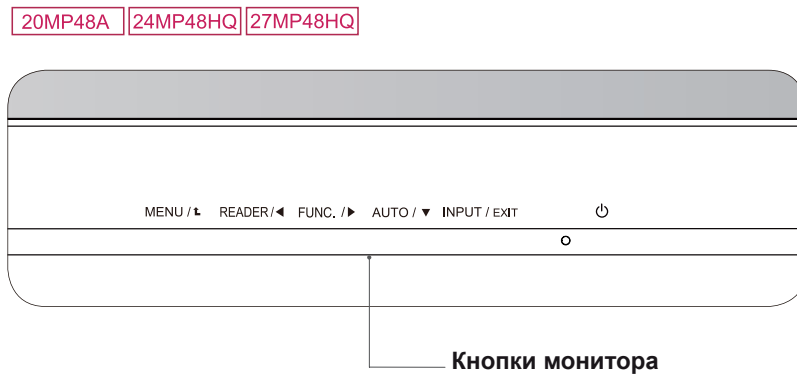 20MP48A 24MP48HQ 27MP48HQ
MENU / READER / ◀ FUNC. / ▶ AUTO / ▼ INPUT / EXIT
Кнопки монитора